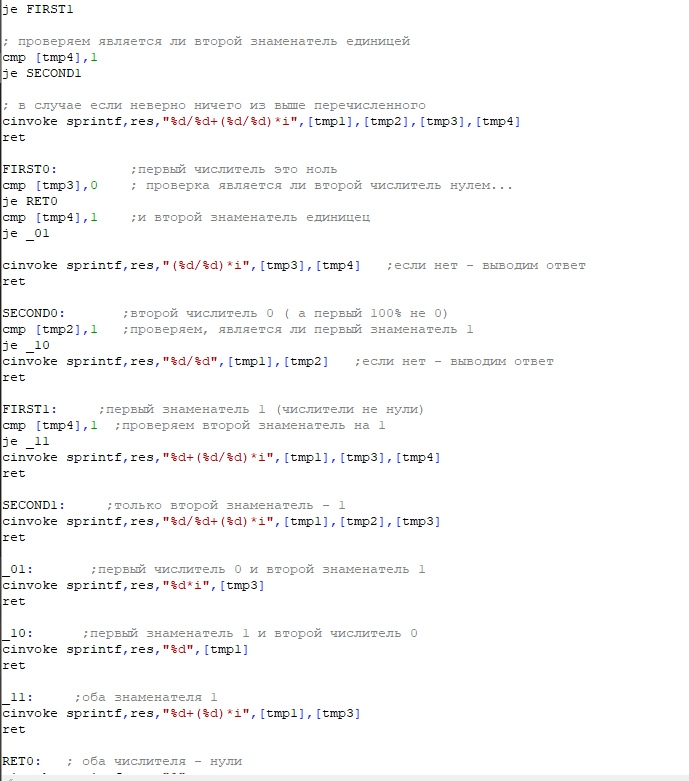 je FIRST1
; проверяем является ли второй знаменатель единицей
cmp [tmp4],1
je SECOND1
; в случае если неверно ничего из выше перечисленного
cinvoke sprintf,res,"%d/%d+(%d/%d)*i",[tmp1],[tmp2],[tmp3],[tmp4]
ret
FIRST0: ;первый числитель это ноль
cmp [tmp3],0 ; проверка является ли второй числитель нулем...
je RET0
cmp [tmp4],1 ;и второй знаменатель единицец
je _01
cinvoke sprintf,res,"(%d/%d)*i",[tmp3],[tmp4] ;если нет - выводим ответ
ret
SECOND0: ;второй числитель 0 ( а первый 100% не 0)
cmp [tmp2],1 ;проверяем, является ли первый знаменатель 1
je _10
cinvoke sprintf,res,"%d/%d",[tmp1],[tmp2] ;если нет - выводим ответ
ret
FIRST1: ;первый знаменатель 1 (числители не нули)
cmp [tmp4],1 ;проверяем второй знаменатель на 1
je _11
cinvoke sprintf,res,"%d+(%d/%d)*i",[tmp1],[tmp3],[tmp4]
ret
SECOND1: ;только второй знаменатель - 1
cinvoke sprintf,res,"%d/%d+(%d)*i",[tmp1],[tmp2],[tmp3]
ret
_01: ;первый числитель 0 и второй знаменатель 1
cinvoke sprintf,res,"%d*i",[tmp3]
ret
_10: ;первый знаменатель 1 и второй числитель 0
cinvoke sprintf,res,"%d",[tmp1]
ret
_11: ;оба знаменателя 1
cinvoke sprintf,res,"%d+(%d)*i",[tmp1],[tmp3]
ret
RET0: ; оба числителя - нули